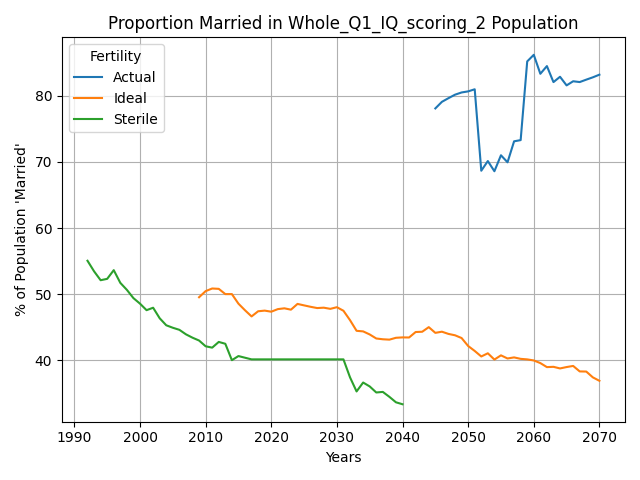 Proportion Married in Whole_Q1_IQ_scoring_2 Population
Fertility
Actual
Ideal
Sterile
% of Population 'Married'
80
70
60
50
40
1990
2000
2010
2020
2030
2040
2050
2060
2070
Years